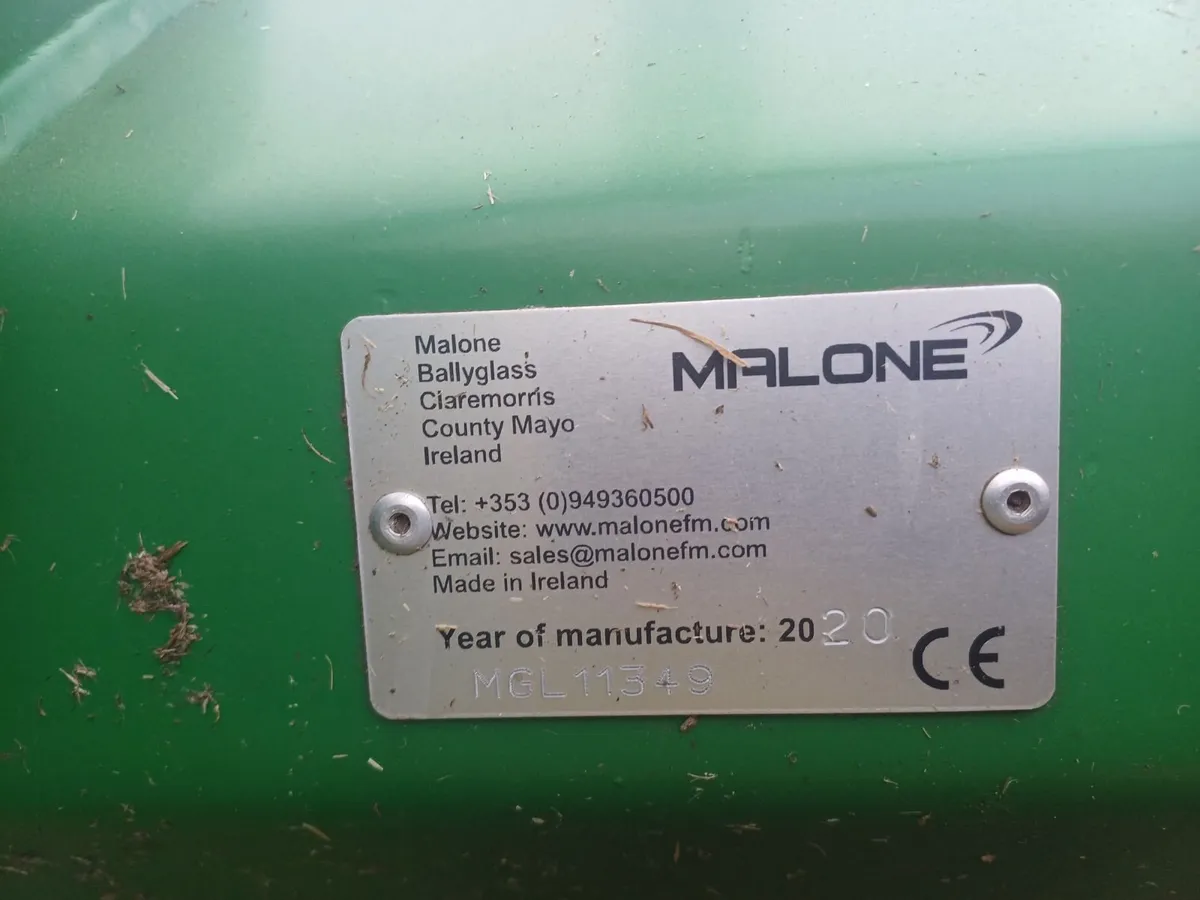 Malone
Ballyglass
Claremorris
County Mayo
Ireland
MALONE
Tel: +353 (0)949360500
Website: www.malonefm.com
Email: sales@malonefm.com
Made in Ireland
Year of manufacture: 2020
MGL11349
CE